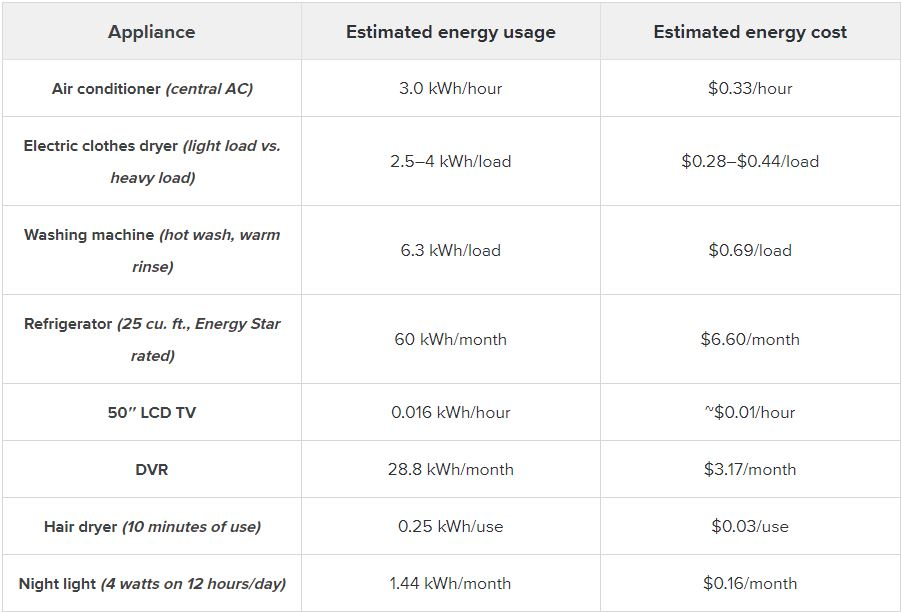 Appliance Estimated energy usage Estimated energy cost
Air conditioner (central AC) 3.0 kWh/hour $0.33/hour
Electric clothes dryer (light load vs.
heavy load) 2.5–4 kWh/load $0.28–$0.44/load
Washing machine (hot wash, warm
rinse) 6.3 kWh/load $0.69/load
Refrigerator (25 cu. ft., Energy Star
rated) 60 kWh/month $6.60/month
50″ LCD TV 0.016 kWh/hour ~$0.01/hour
DVR 28.8 kWh/month $3.17/month
Hair dryer (10 minutes of use) 0.25 kWh/use $0.03/use
Night light (4 watts on 12 hours/day) 1.44 kWh/month $0.16/month